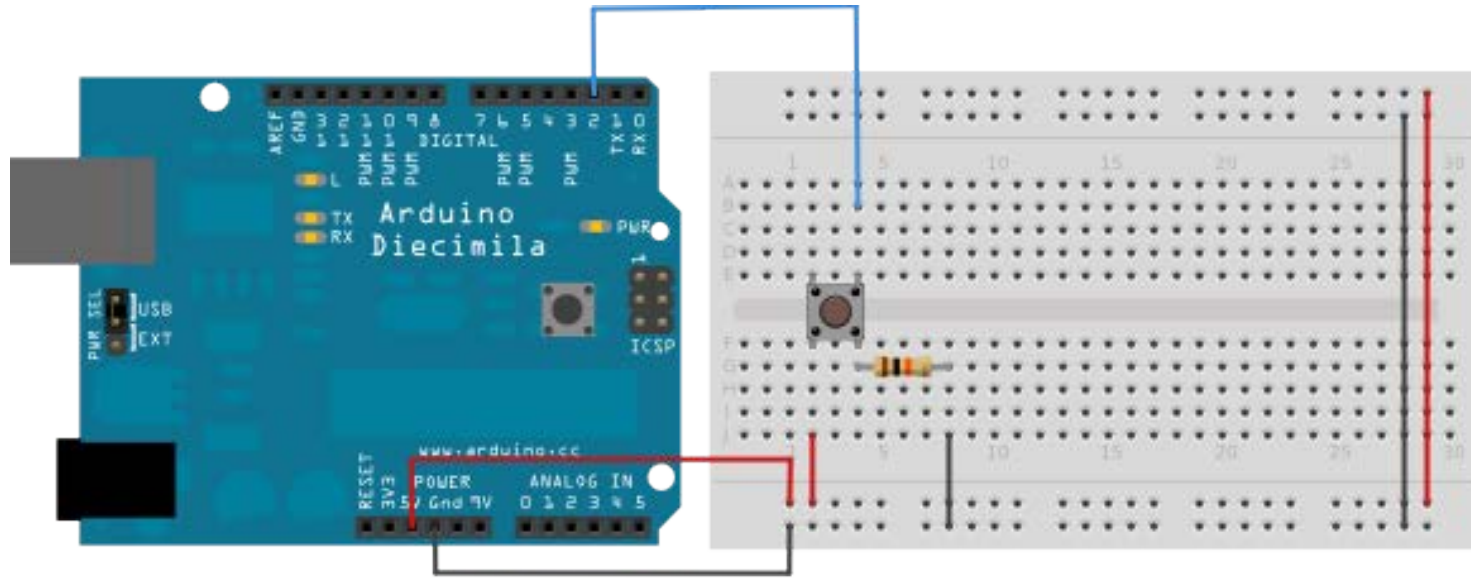 AREF
GND
13
12
11
10
9
8
7
6
5
4
3
2
TX 1
RX 0
DIGITAL
PWM
PWM
PWM
PWM
PWM
PWM
L
TX
RX
Arduino
Diecimila
PWR
1
ICSP
PWR SEL
USB
EXT
www.arduino.cc
POWER
RESET
3V3
5V Gnd 9V
ANALOG IN
0 1 2 3 4 5
1 5 10 15 20 25 30
A
B
C
D
E
F
G
H
I
J
1 5 10 15 20 25 30